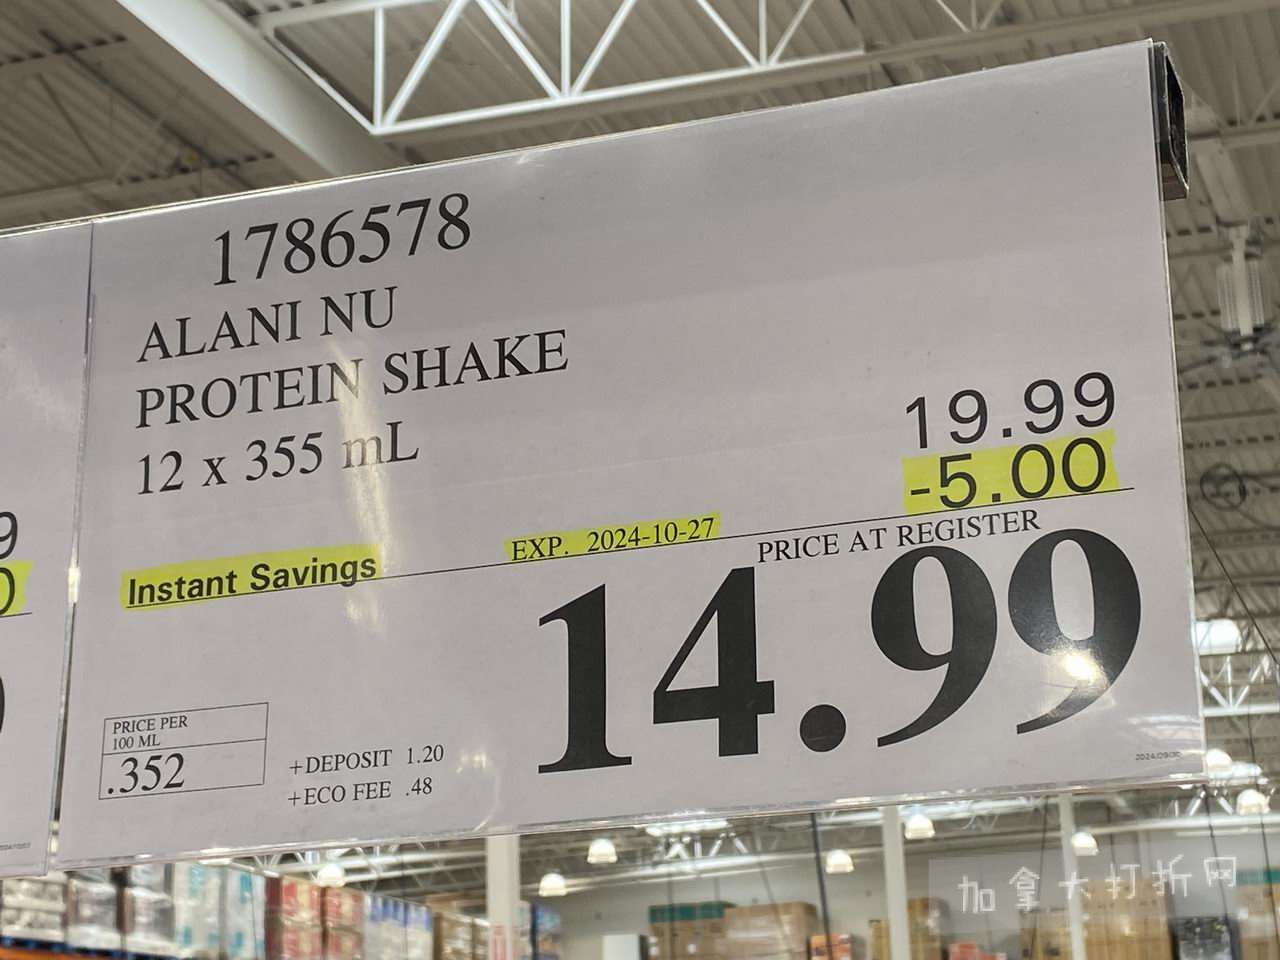 1786578
ALANI NU
PROTEIN SHAKE
12 x 355 mL
19.99
-5.00
Instant Savings
EXP. 2024-10-27
PRICE AT REGISTER
14.99
PRICE PER
100 ML
.352
+DEPOSIT 1.20
+ECO FEE .48
9
0
加拿大打折网